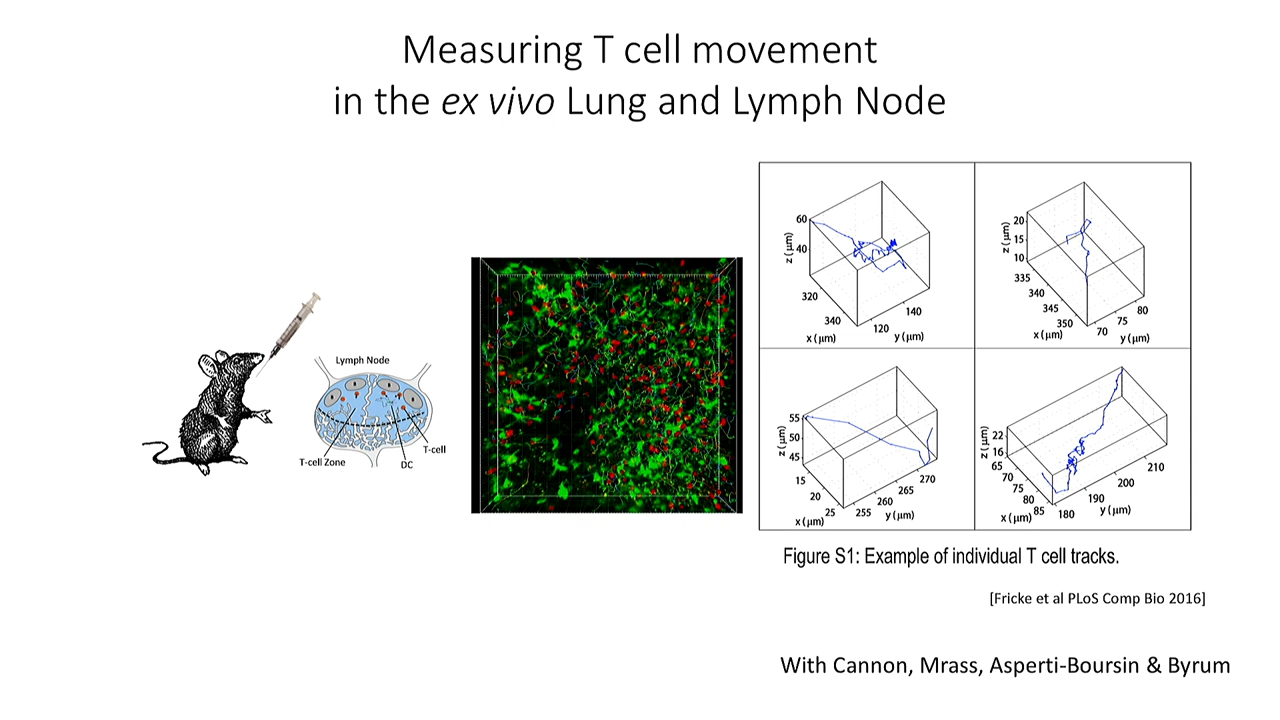 Measuring T cell movement
in the ex vivo Lung and Lymph Node
Lymph Node
T-cell Zone
DC
T-cell
60
40
z (µm)
320
340
x (µm)
120
140
y (µm)
20
15
10
z (µm)
335
340
345
350
x (µm)
70
75
80
y (µm)
55
50
45
z (µm)
15
20
25
x (µm)
255
260
265
270
y (µm)
22
16
z (µm)
65
70
75
80
85
x (µm)
180
190
200
210
y (µm)
Figure S1: Example of individual T cell tracks.
[Fricke et al PLoS Comp Bio 2016]
With Cannon, Mrass, Asperti-Boursin & Byrum